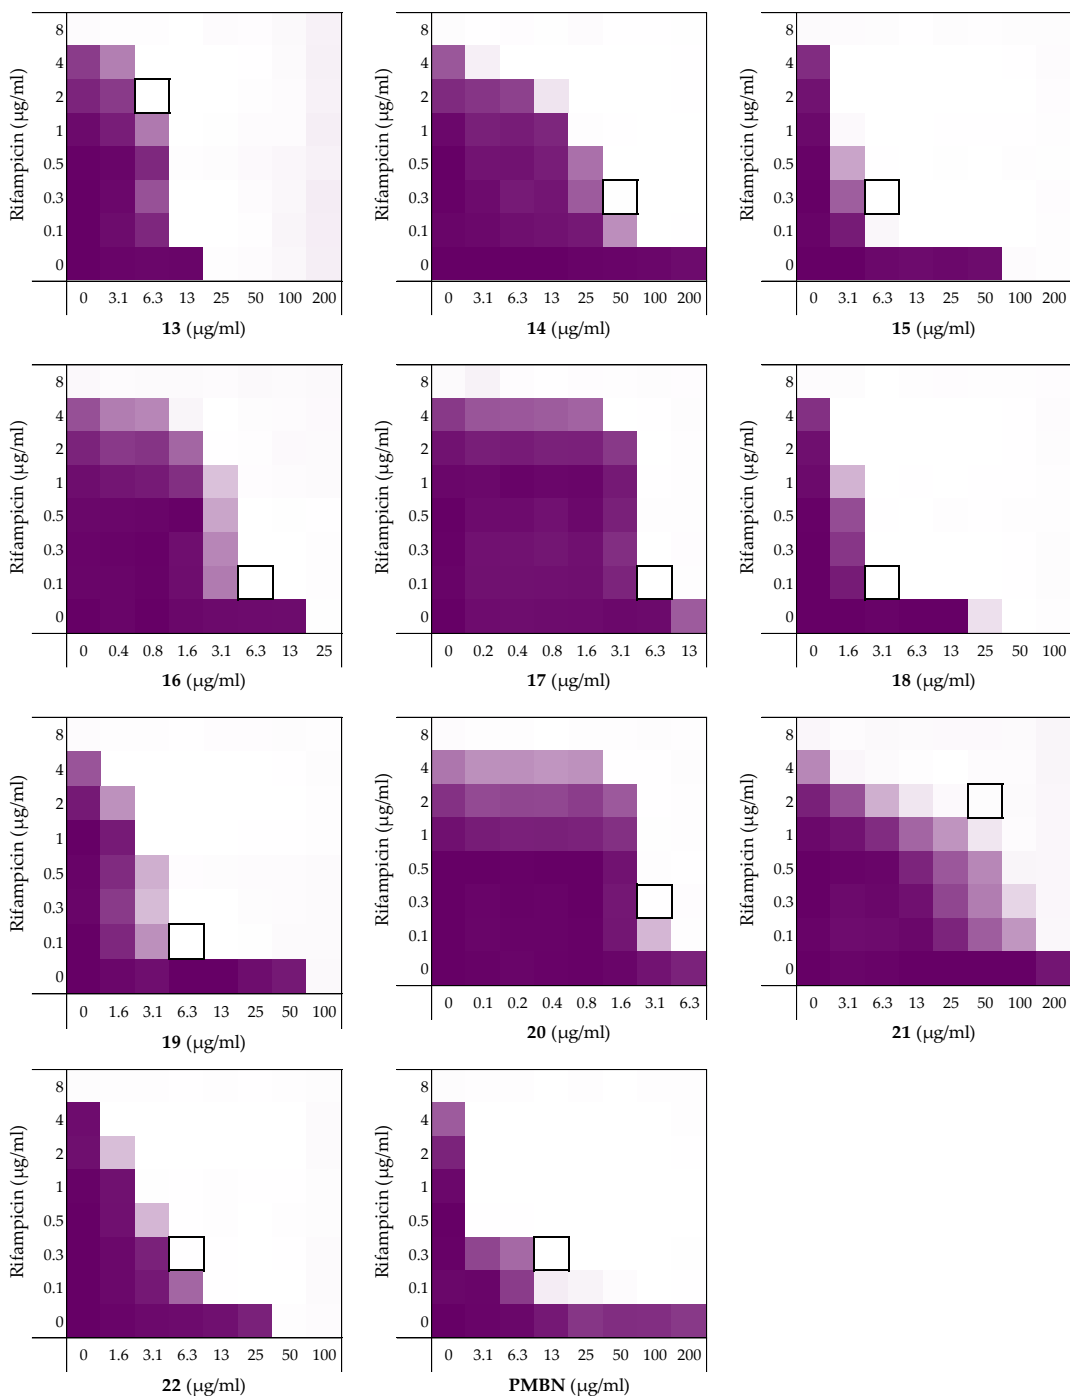 Rifampicin (µg/ml)
8
4
2
1
0.5
0.3
0.1
0
0 3.1 6.3 13 25 50 100 200
13 (µg/ml)
Rifampicin (µg/ml)
8
4
2
1
0.5
0.3
0.1
0
0 3.1 6.3 13 25 50 100 200
14 (µg/ml)
Rifampicin (µg/ml)
8
4
2
1
0.5
0.3
0.1
0
0 3.1 6.3 13 25 50 100 200
15 (µg/ml)
Rifampicin (µg/ml)
8
4
2
1
0.5
0.3
0.1
0
0 0.4 0.8 1.6 3.1 6.3 13 25
16 (µg/ml)
Rifampicin (µg/ml)
8
4
2
1
0.5
0.3
0.1
0
0 0.2 0.4 0.8 1.6 3.1 6.3 13
17 (µg/ml)
Rifampicin (µg/ml)
8
4
2
1
0.5
0.3
0.1
0
0 1.6 3.1 6.3 13 25 50 100
18 (µg/ml)
Rifampicin (µg/ml)
8
4
2
1
0.5
0.3
0.1
0
0 1.6 3.1 6.3 13 25 50 100
19 (µg/ml)
Rifampicin (µg/ml)
8
4
2
1
0.5
0.3
0.1
0
0 0.1 0.2 0.4 0.8 1.6 3.1 6.3
20 (µg/ml)
Rifampicin (µg/ml)
8
4
2
1
0.5
0.3
0.1
0
0 3.1 6.3 13 25 50 100 200
21 (µg/ml)
Rifampicin (µg/ml)
8
4
2
1
0.5
0.3
0.1
0
0 1.6 3.1 6.3 13 25 50 100
22 (µg/ml)
Rifampicin (µg/ml)
8
4
2
1
0.5
0.3
0.1
0
0 3.1 6.3 13 25 50 100 200
PMBN (µg/ml)